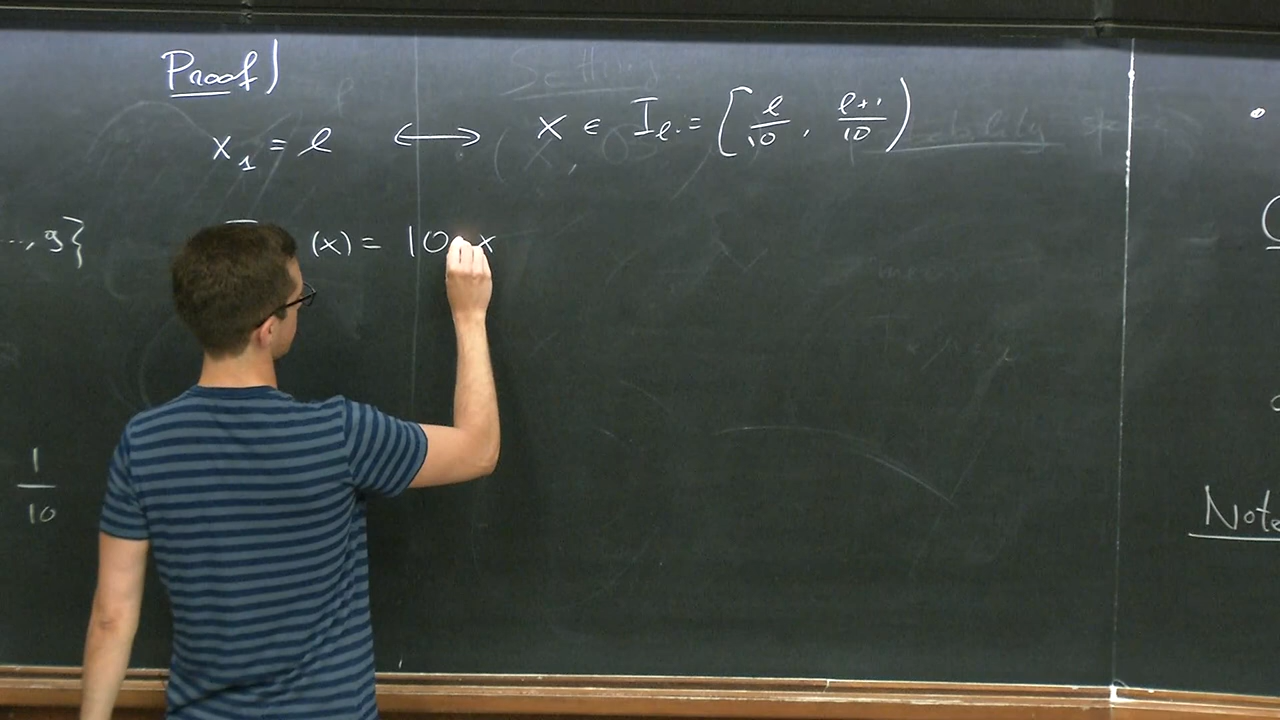 Proof)
x₁ = ℓ ⟷ x ∈ I_ℓ = [ℓ/10, ℓ+1/10)
..., 9}
(x) = 10 · x
1/10
Note